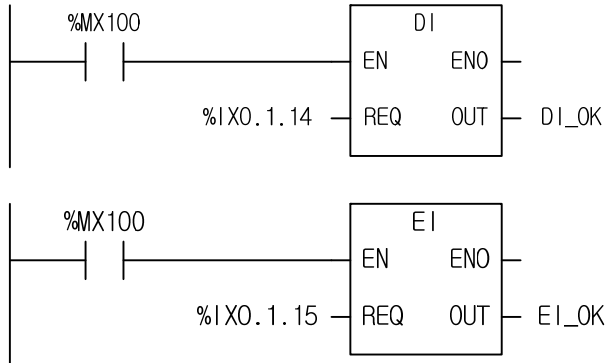 %MX100
DI
EN ENO
%IX0.1.14 REQ OUT DI_OK
%MX100
EI
EN ENO
%IX0.1.15 REQ OUT EI_OK